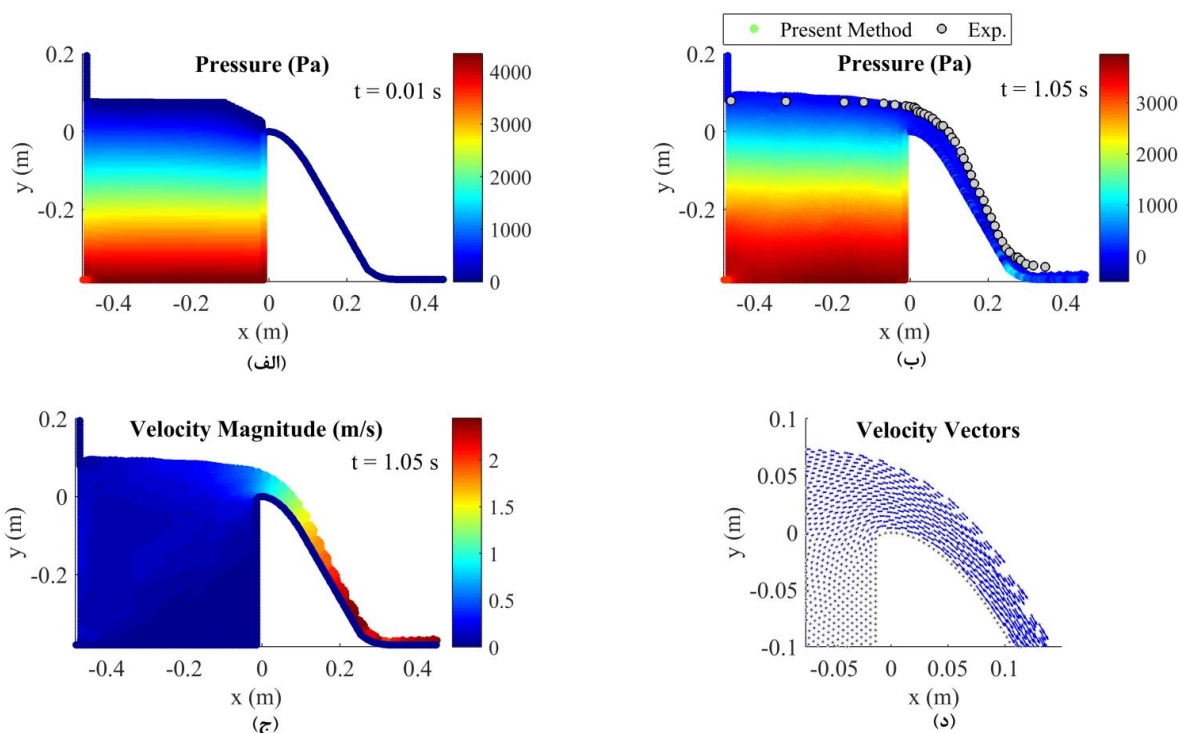 Present Method Exp.
Pressure (Pa)
t = 0.01 s
0.2
0
-0.2
y (m)
-0.4 -0.2 0 0.2 0.4
x (m)
4000
3000
2000
1000
0
(الف)
Pressure (Pa)
t = 1.05 s
0.2
0
-0.2
y (m)
-0.4 -0.2 0 0.2 0.4
x (m)
3000
2000
1000
0
(ب)
Velocity Magnitude (m/s)
t = 1.05 s
0.2
0
-0.2
y (m)
-0.4 -0.2 0 0.2 0.4
x (m)
2
1.5
1
0.5
0
(ج)
Velocity Vectors
0.1
0.05
0
-0.05
-0.1
y (m)
-0.05 0 0.05 0.1
x (m)
(د)